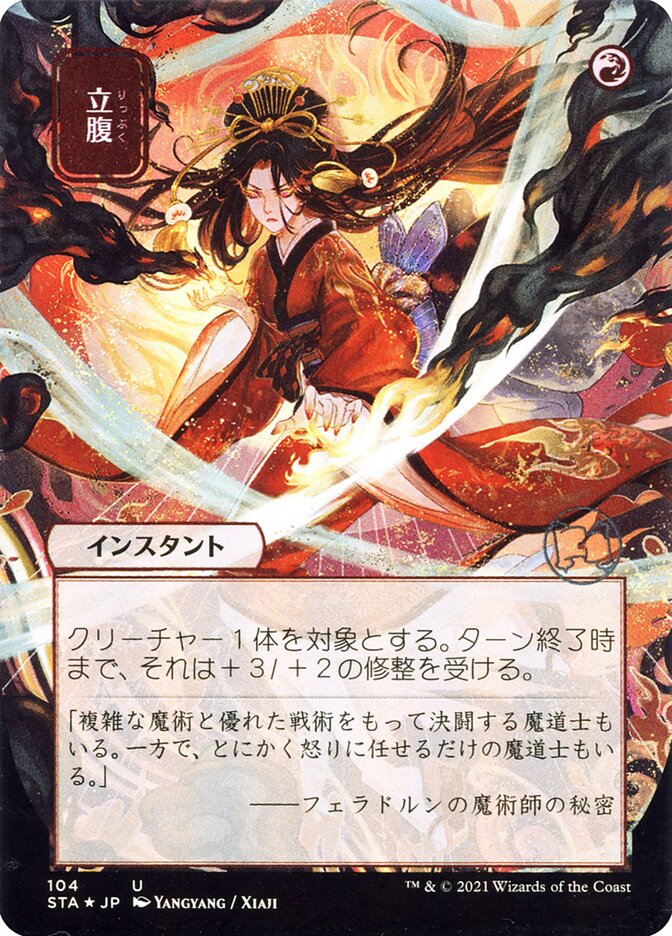 立腹
りっぷく
インスタント
クリーチャー１体を対象とする。ターン終了時
まで、それは＋３/＋２の修整を受ける。
「複雑な魔術と優れた戦術をもって決闘する魔道士も
いる。一方で、とにかく怒りに任せるだけの魔道士もい
る。」
――フェラドルンの魔術師の秘密
104 U
STA ★ JP YANGYANG / XIAJI
™ & © 2021 Wizards of the Coast